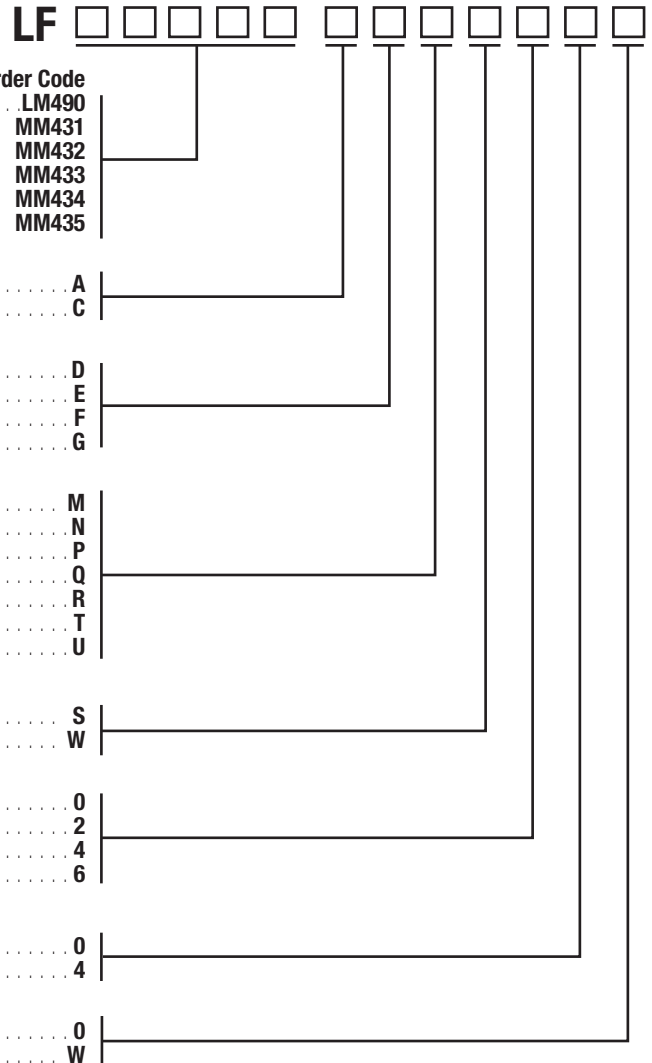 LF
rder Code
. .LM490
MM431
MM432
MM433
MM434
MM435
. . . . . . A
. . . . . . C
. . . . . . D
. . . . . . E
. . . . . . F
. . . . . . G
. . . . . M
. . . . . . N
. . . . . . P
. . . . . . Q
. . . . . . R
. . . . . . T
. . . . . . U
. . . . . S
. . . . . W
. . . . . . 0
. . . . . . 2
. . . . . . 4
. . . . . . 6
. . . . . . 0
. . . . . . 4
. . . . . . 0
. . . . . W